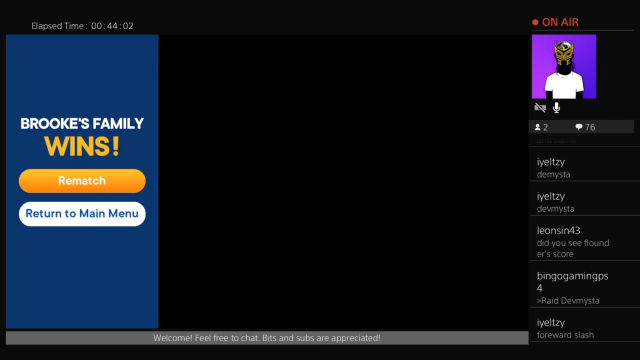 Elapsed Time : 00:44:02
ON AIR
BROOKE'S FAMILY
WINS!
Rematch
Return to Main Menu
2
76
iyeltzy
demysta
iyeltzy
devmysta
leonsin43
did you see flound
er's score
bingogamingps
4
>Raid Devmysta
iyeltzy
foreward slash
Welcome! Feel free to chat. Bits and subs are appreciated!